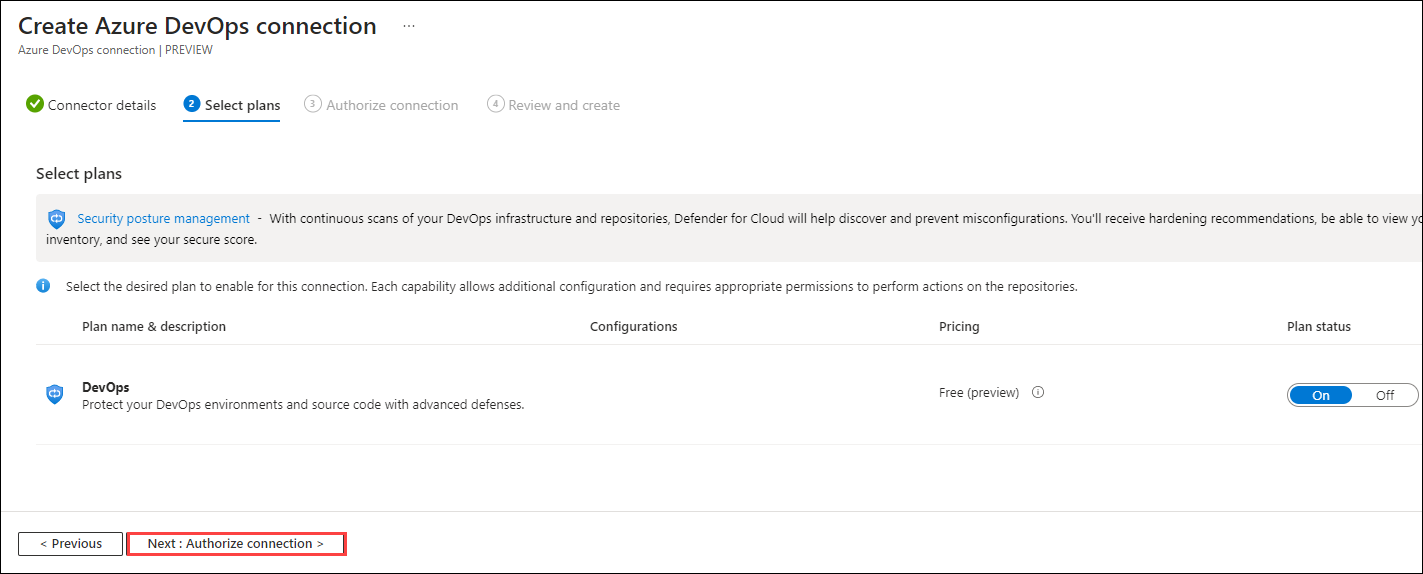 Create Azure DevOps connection ...
Azure DevOps connection | PREVIEW
Connector details 2 Select plans 3 Authorize connection 4 Review and create
Select plans
Security posture management - With continuous scans of your DevOps infrastructure and repositories, Defender for Cloud will help discover and prevent misconfigurations. You'll receive hardening recommendations, be able to view yo
inventory, and see your secure score.
Select the desired plan to enable for this connection. Each capability allows additional configuration and requires appropriate permissions to perform actions on the repositories.
Plan name & description Configurations Pricing Plan status
DevOps
Protect your DevOps environments and source code with advanced defenses.
Free (preview)
On Off
< Previous Next : Authorize connection >